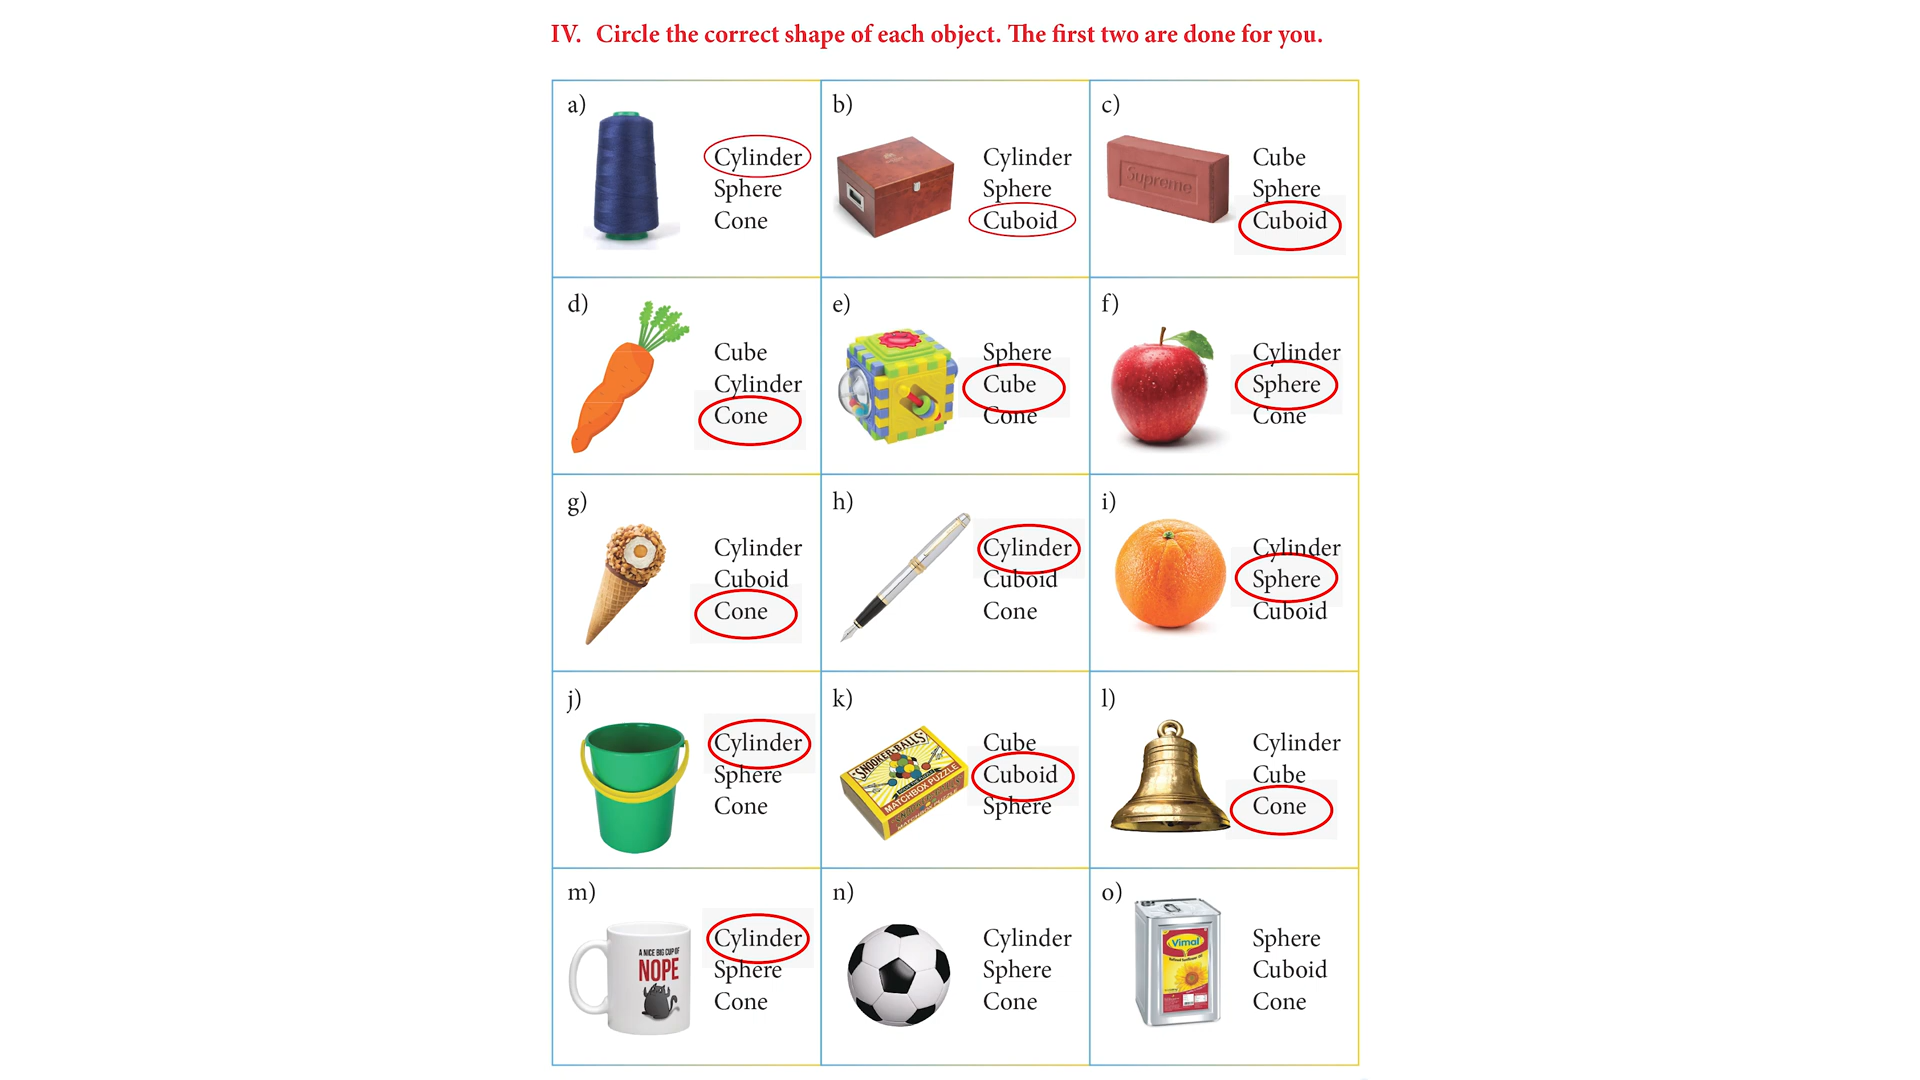 IV. Circle the correct shape of each object. The first two are done for you.
a)
Cylinder
Sphere
Cone
b)
Cylinder
Sphere
Cuboid
c)
Supreme
Cube
Sphere
Cuboid
d)
Cube
Cylinder
Cone
e)
Sphere
Cube
Cone
f)
Cylinder
Sphere
Cone
g)
Cylinder
Cuboid
Cone
h)
Cylinder
Cuboid
Cone
i)
Cylinder
Sphere
Cuboid
j)
Cylinder
Sphere
Cone
k)
SNOOKER-BALLS
MATCHBOX PUZZLE
Cube
Cuboid
Sphere
l)
Cylinder
Cube
Cone
m)
A NICE BIG CUP OF
NOPE
Cylinder
Sphere
Cone
n)
Cylinder
Sphere
Cone
o)
Vimal
Sphere
Cuboid
Cone